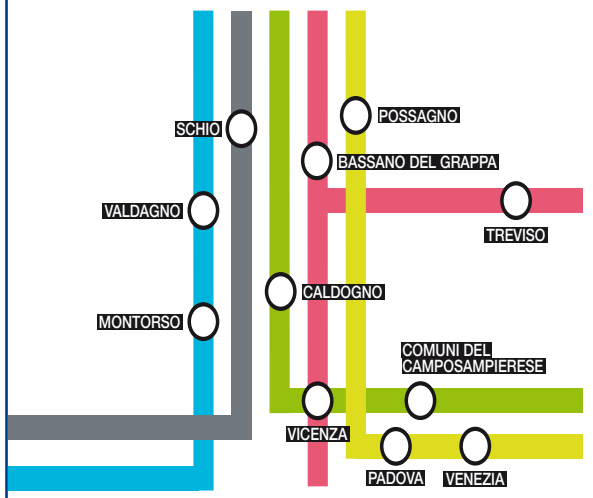 POSSAGNO
SCHIO
BASSANO DEL GRAPPA
VALDAGNO
TREVISO
CALDOGNO
MONTORSO
COMUNI DEL
CAMPOSAMPIERESE
VICENZA
PADOVA
VENEZIA